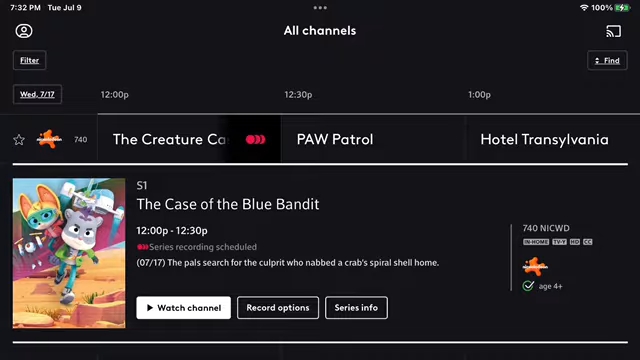 7:32 PM Tue Jul 9
100%
All channels
Filter
Find
Wed, 7/17
12:00p
12:30p
1:00p
740
The Creature Ca
PAW Patrol
Hotel Transylvania
S1
The Case of the Blue Bandit
12:00p - 12:30p
Series recording scheduled
(07/17) The pals search for the culprit who nabbed a crab's spiral shell home.
740 NICWD
IN-HOME TV-Y HD CC
age 4+
Watch channel
Record options
Series info